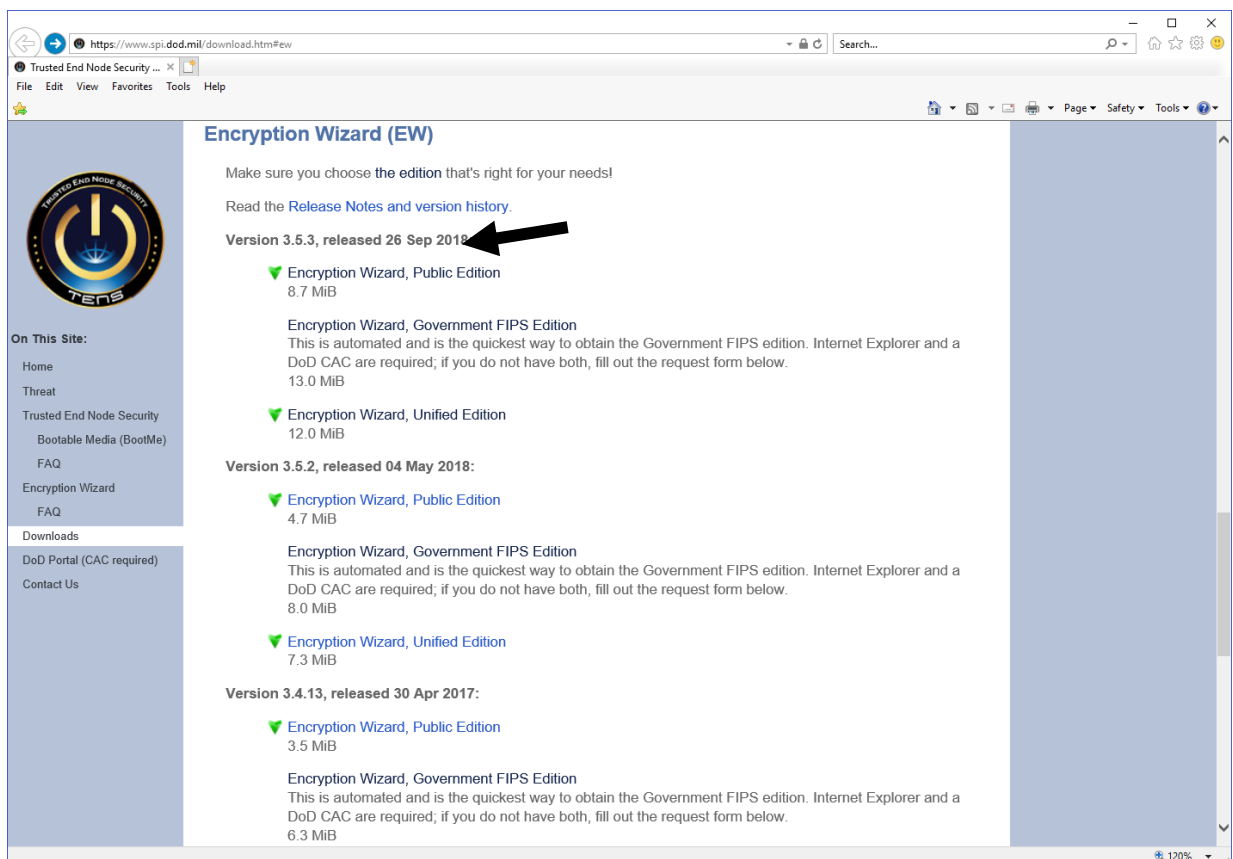 https://www.spi.dod.mil/download.htm#ew
Search...
Trusted End Node Security ...
File Edit View Favorites Tools Help
Page Safety Tools
Encryption Wizard (EW)
Make sure you choose the edition that's right for your needs!
Read the Release Notes and version history.
Version 3.5.3, released 26 Sep 2018:
Encryption Wizard, Public Edition
8.7 MiB
Encryption Wizard, Government FIPS Edition
This is automated and is the quickest way to obtain the Government FIPS edition. Internet Explorer and a
DoD CAC are required; if you do not have both, fill out the request form below.
13.0 MiB
Encryption Wizard, Unified Edition
12.0 MiB
Version 3.5.2, released 04 May 2018:
Encryption Wizard, Public Edition
4.7 MiB
Encryption Wizard, Government FIPS Edition
This is automated and is the quickest way to obtain the Government FIPS edition. Internet Explorer and a
DoD CAC are required; if you do not have both, fill out the request form below.
8.0 MiB
Encryption Wizard, Unified Edition
7.3 MiB
Version 3.4.13, released 30 Apr 2017:
Encryption Wizard, Public Edition
3.5 MiB
Encryption Wizard, Government FIPS Edition
This is automated and is the quickest way to obtain the Government FIPS edition. Internet Explorer and a
DoD CAC are required; if you do not have both, fill out the request form below.
6.3 MiB
TRUSTED END NODE SECURITY
TENS
On This Site:
Home
Threat
Trusted End Node Security
Bootable Media (BootMe)
FAQ
Encryption Wizard
FAQ
Downloads
DoD Portal (CAC required)
Contact Us
120%